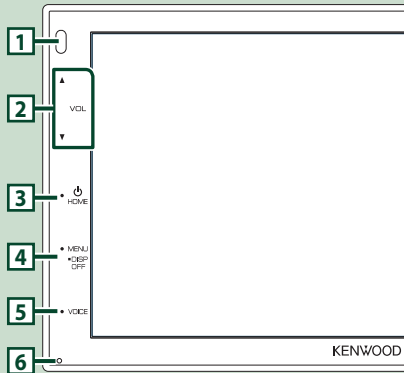 1
2
▲
VOL
▼
3
• ⏻
HOME
4
• MENU
•DISP
OFF
5
• VOICE
KENWOOD
6